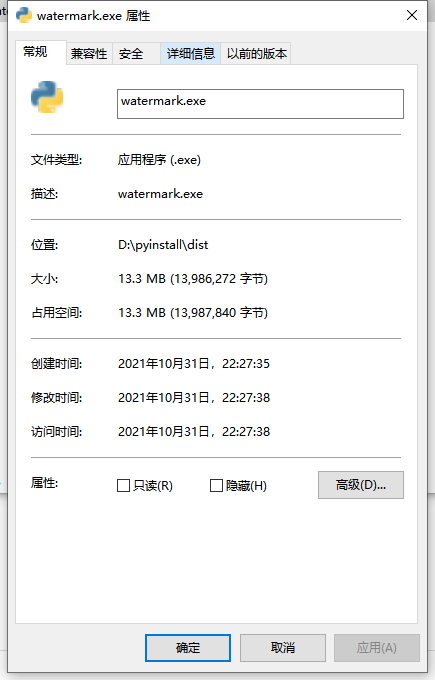 watermark.exe 属性
常规 兼容性 安全 详细信息 以前的版本
watermark.exe
文件类型: 应用程序 (.exe)
描述: watermark.exe
位置: D:\pyinstall\dist
大小: 13.3 MB (13,986,272 字节)
占用空间: 13.3 MB (13,987,840 字节)
创建时间: 2021年10月31日，22:27:35
修改时间: 2021年10月31日，22:27:38
访问时间: 2021年10月31日，22:27:38
属性: 只读(R) 隐藏(H) 高级(D)...
确定 取消 应用(A)